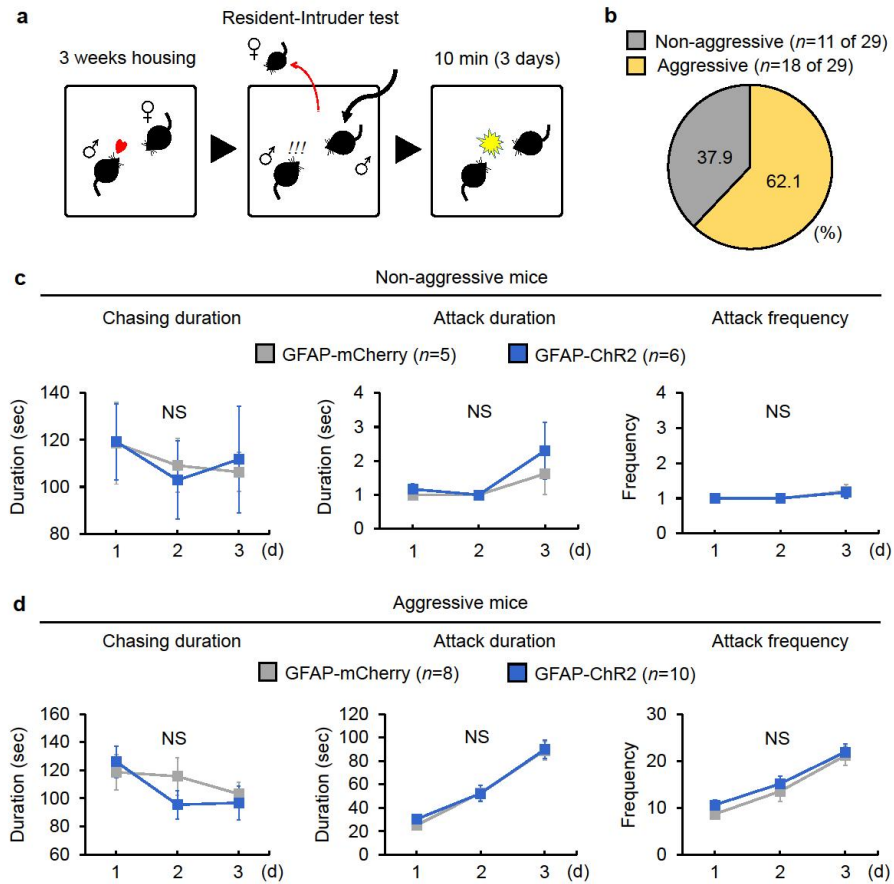 a
Resident-Intruder test
3 weeks housing
10 min (3 days)
♀
♀
♂
!!!
♂
♂
b
Non-aggressive (n=11 of 29)
Aggressive (n=18 of 29)
37.9
62.1
(%)
c
Non-aggressive mice
Chasing duration
Attack duration
Attack frequency
GFAP-mCherry (n=5)
GFAP-ChR2 (n=6)
Duration (sec)
140
120
100
80
NS
1 2 3 (d)
Duration (sec)
4
3
2
1
0
NS
1 2 3 (d)
Frequency
4
3
2
1
0
NS
1 2 3 (d)
d
Aggressive mice
Chasing duration
Attack duration
Attack frequency
GFAP-mCherry (n=8)
GFAP-ChR2 (n=10)
Duration (sec)
160
140
120
100
80
60
NS
1 2 3 (d)
Duration (sec)
120
100
80
60
40
20
0
NS
1 2 3 (d)
Frequency
30
20
10
0
NS
1 2 3 (d)